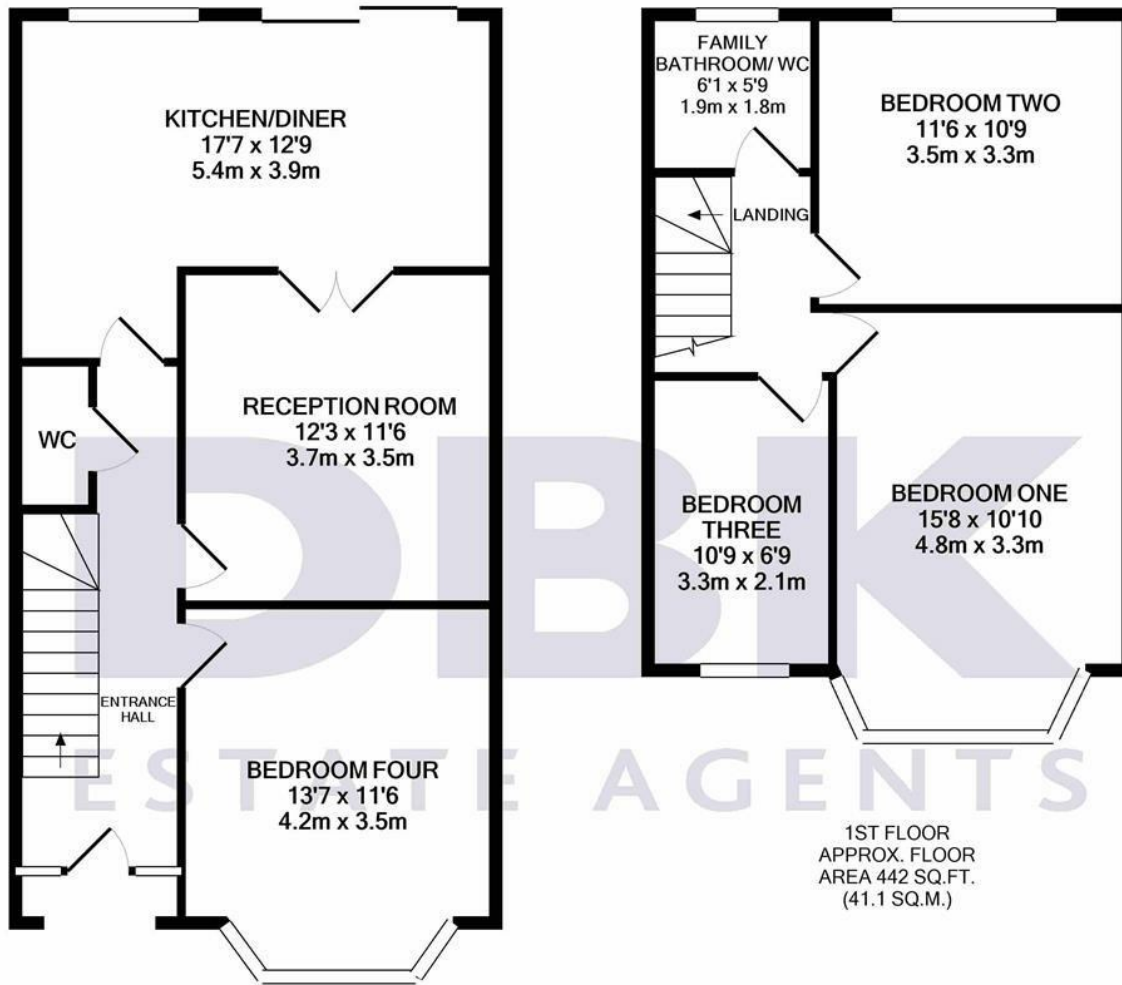 KITCHEN/DINER
17'7 x 12'9
5.4m x 3.9m
WC
RECEPTION ROOM
12'3 x 11'6
3.7m x 3.5m
ENTRANCE
HALL
BEDROOM FOUR
13'7 x 11'6
4.2m x 3.5m
FAMILY
BATHROOM/ WC
6'1 x 5'9
1.9m x 1.8m
BEDROOM TWO
11'6 x 10'9
3.5m x 3.3m
LANDING
BEDROOM
THREE
10'9 x 6'9
3.3m x 2.1m
BEDROOM ONE
15'8 x 10'10
4.8m x 3.3m
1ST FLOOR
APPROX. FLOOR
AREA 442 SQ.FT.
(41.1 SQ.M.)
DBK
ESTATE AGENTS